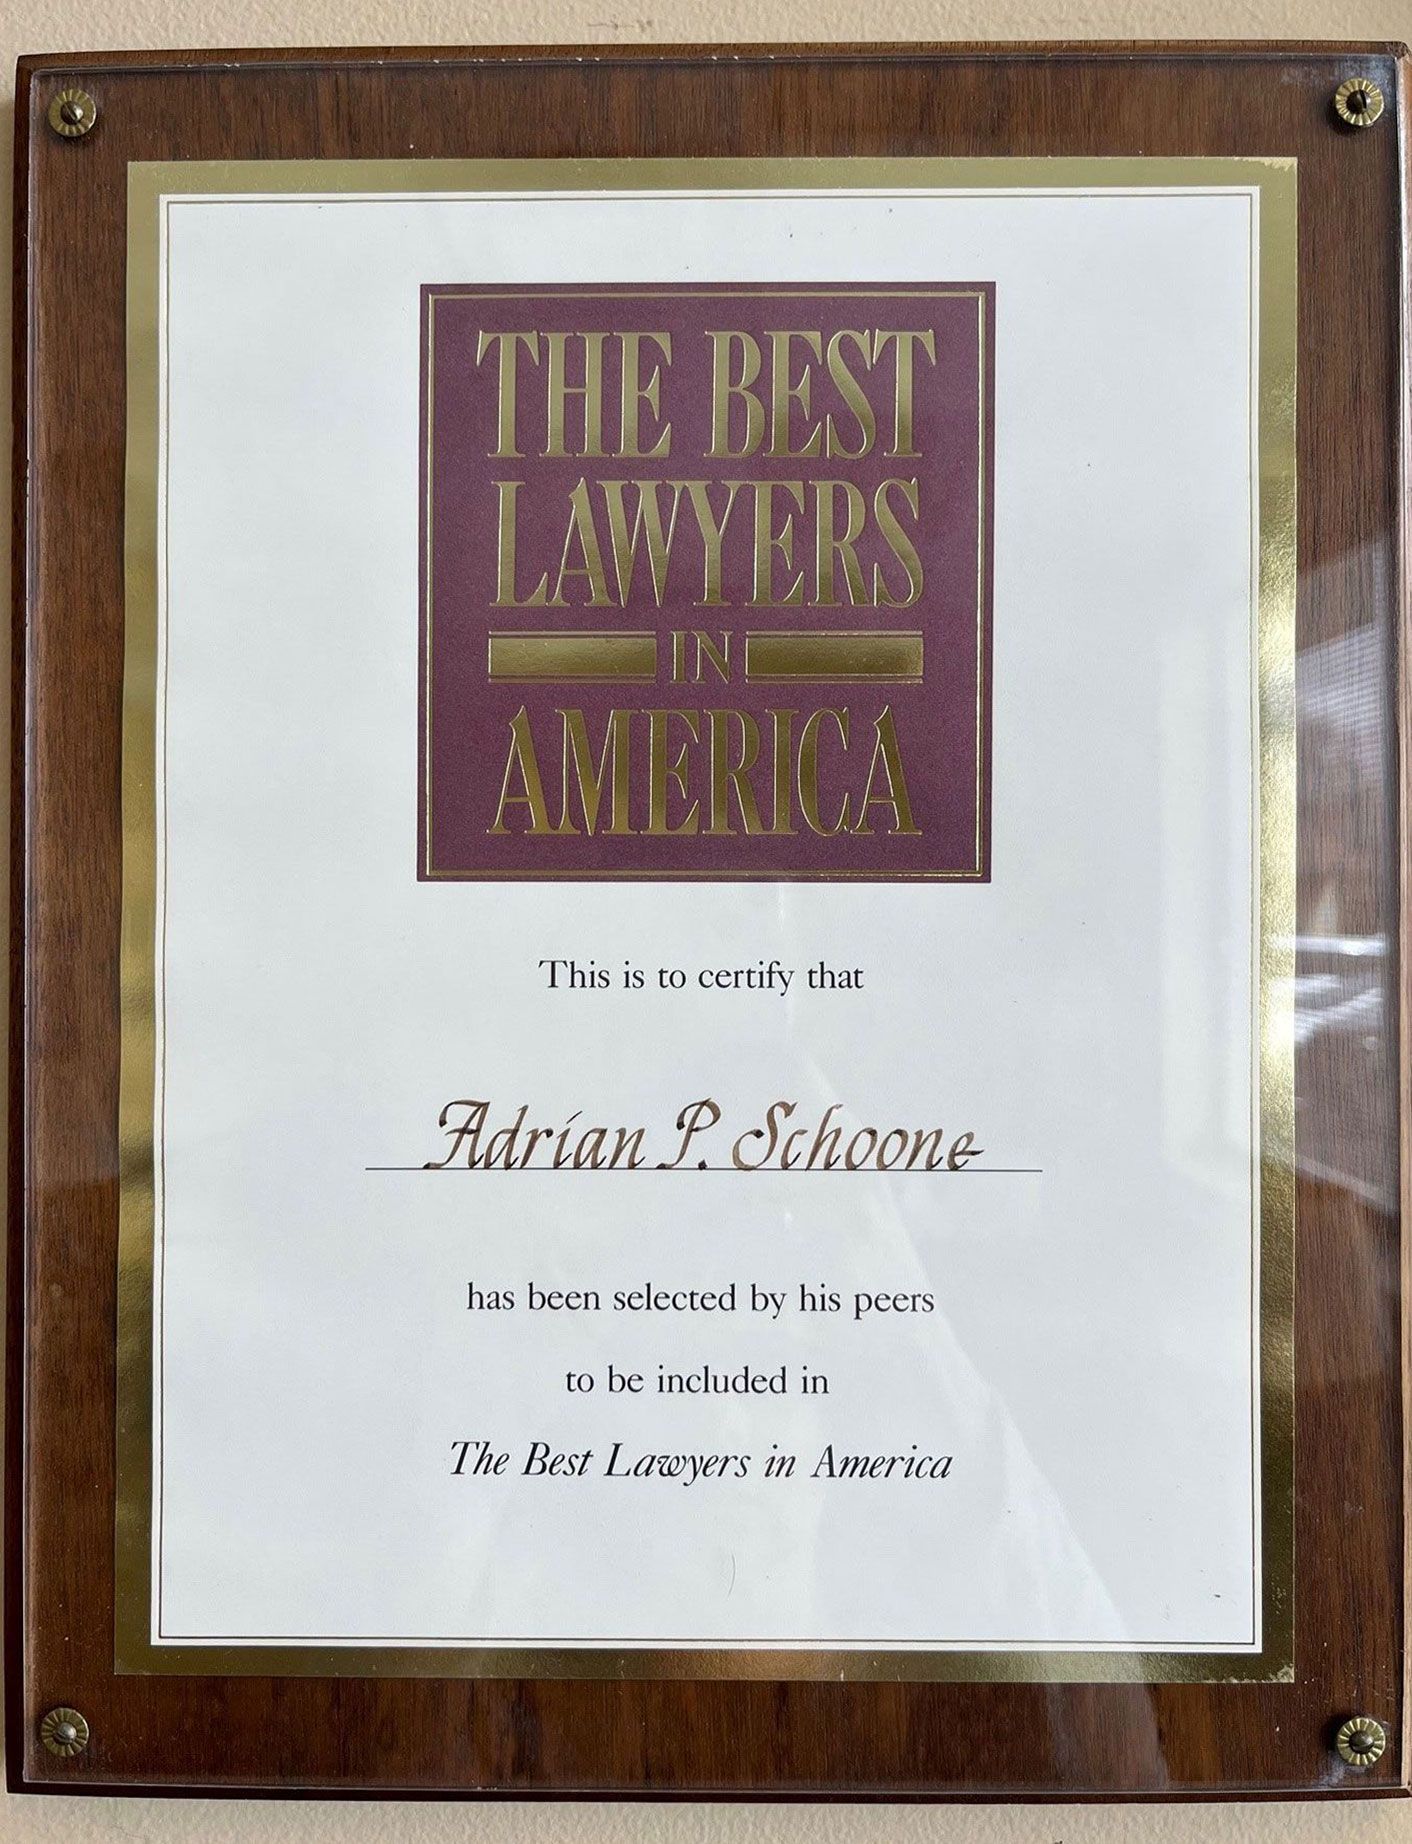 THE BEST
LAWYERS
IN
AMERICA
This is to certify that
Adrian P. Schoone
has been selected by his peers
to be included in
The Best Lawyers in America